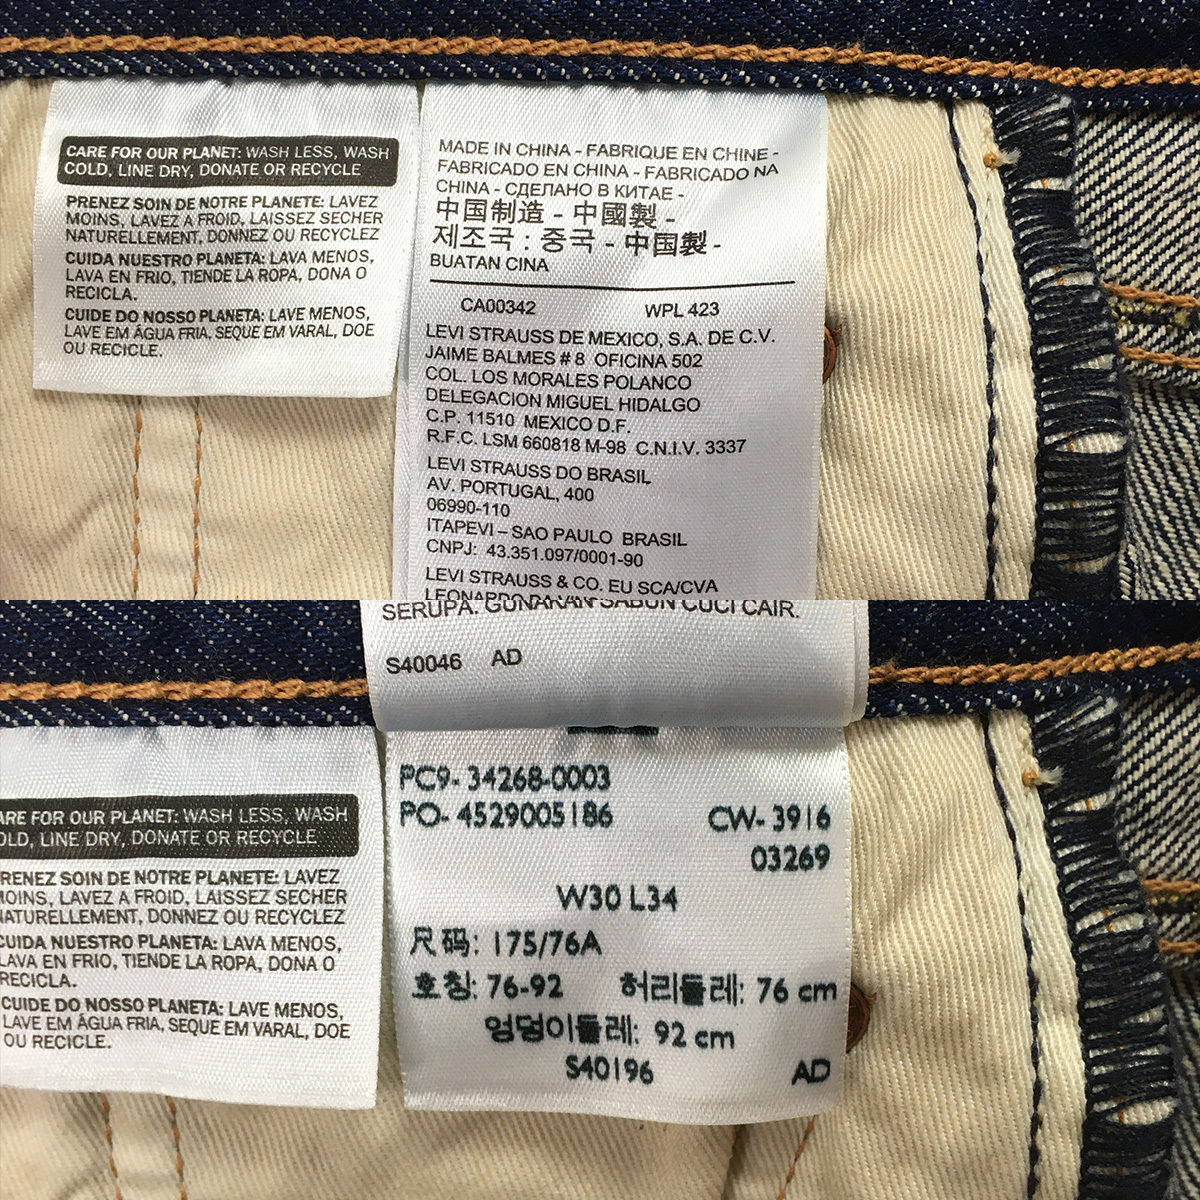 CARE FOR OUR PLANET: WASH LESS, WASH
COLD, LINE DRY, DONATE OR RECYCLE
PRENEZ SOIN DE NOTRE PLANETE: LAVEZ
MOINS, LAVEZ A FROID, LAISSEZ SECHER
NATURELLEMENT, DONNEZ OU RECYCLEZ
CUIDA NUESTRO PLANETA: LAVA MENOS,
LAVA EN FRIO, TIENDE LA ROPA, DONA O
RECICLA.
CUIDE DO NOSSO PLANETA: LAVE MENOS,
LAVE EM ÁGUA FRIA, SEQUE EM VARAL, DOE
OU RECICLE.
MADE IN CHINA - FABRIQUE EN CHINE -
FABRICADO EN CHINA - FABRICADO NA
CHINA - СДЕЛАНО В КИТАЕ -
中国制造 - 中國製 -
제조국 : 중국 - 中国製 -
BUATAN CINA
CA00342 WPL 423
LEVI STRAUSS DE MEXICO, S.A. DE C.V.
JAIME BALMES # 8 OFICINA 502
COL. LOS MORALES POLANCO
DELEGACION MIGUEL HIDALGO
C.P. 11510 MEXICO D.F.
R.F.C. LSM 660818 M-98 C.N.I.V. 3337
LEVI STRAUSS DO BRASIL
AV. PORTUGAL, 400
06990-110
ITAPEVI – SAO PAULO BRASIL
CNPJ: 43.351.097/0001-90
LEVI STRAUSS & CO. EU SCA/CVA
LEONARDO
SERUPA. GUNAKAN SABUN CUCI CAIR.
S40046 AD
ARE FOR OUR PLANET: WASH LESS, WASH
OLD, LINE DRY, DONATE OR RECYCLE
RENEZ SOIN DE NOTRE PLANETE: LAVEZ
MOINS, LAVEZ A FROID, LAISSEZ SECHER
NATURELLEMENT, DONNEZ OU RECYCLEZ
CUIDA NUESTRO PLANETA: LAVA MENOS,
LAVA EN FRIO, TIENDE LA ROPA, DONA O
RECICLA.
CUIDE DO NOSSO PLANETA: LAVE MENOS,
LAVE EM ÁGUA FRIA, SEQUE EM VARAL, DOE
OU RECICLE.
PC9- 34268-0003
PO- 4529005186 CW- 3916
03269
W30 L34
尺码: 175/76A
호칭: 76-92 허리둘레: 76 cm
엉덩이둘레: 92 cm
S40196 AD